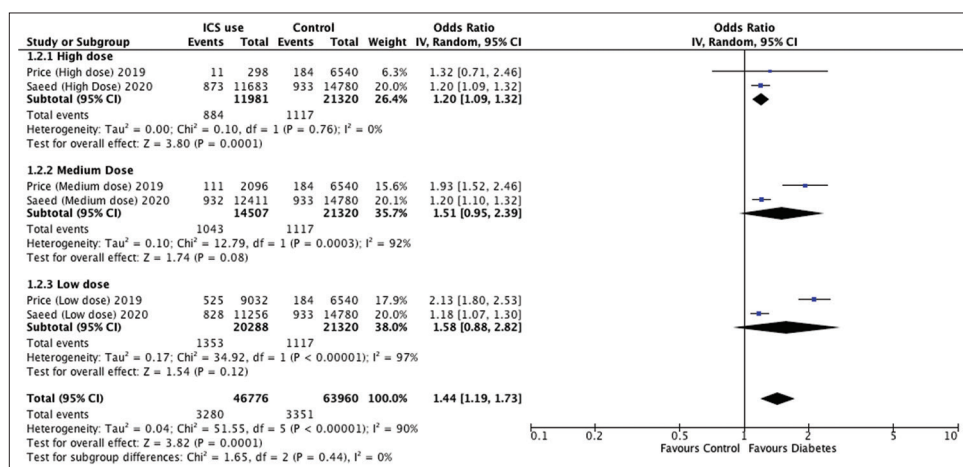 ICS use Control Odds Ratio Odds Ratio
Study or Subgroup Events Total Events Total Weight IV, Random, 95% CI IV, Random, 95% CI
1.2.1 High dose
Price (High dose) 2019 11 298 184 6540 6.3% 1.32 [0.71, 2.46]
Saeed (High Dose) 2020 873 11683 933 14780 20.0% 1.20 [1.09, 1.32]
Subtotal (95% CI) 11981 21320 26.4% 1.20 [1.09, 1.32]
Total events 884 1117
Heterogeneity: Tau² = 0.00; Chi² = 0.10, df = 1 (P = 0.76); I² = 0%
Test for overall effect: Z = 3.80 (P = 0.0001)
1.2.2 Medium Dose
Price (Medium dose) 2019 111 2096 184 6540 15.6% 1.93 [1.52, 2.46]
Saeed (Medium dose) 2020 932 12411 933 14780 20.1% 1.20 [1.10, 1.32]
Subtotal (95% CI) 14507 21320 35.7% 1.51 [0.95, 2.39]
Total events 1043 1117
Heterogeneity: Tau² = 0.10; Chi² = 12.79, df = 1 (P = 0.0003); I² = 92%
Test for overall effect: Z = 1.74 (P = 0.08)
1.2.3 Low dose
Price (Low dose) 2019 525 9032 184 6540 17.9% 2.13 [1.80, 2.53]
Saeed (Low dose) 2020 828 11256 933 14780 20.0% 1.18 [1.07, 1.30]
Subtotal (95% CI) 20288 21320 38.0% 1.58 [0.88, 2.82]
Total events 1353 1117
Heterogeneity: Tau² = 0.17; Chi² = 34.92, df = 1 (P < 0.00001); I² = 97%
Test for overall effect: Z = 1.54 (P = 0.12)
Total (95% CI) 46776 63960 100.0% 1.44 [1.19, 1.73]
Total events 3280 3351
Heterogeneity: Tau² = 0.04; Chi² = 51.55, df = 5 (P < 0.00001); I² = 90%
Test for overall effect: Z = 3.82 (P = 0.0001)
Test for subgroup differences: Chi² = 1.65, df = 2 (P = 0.44), I² = 0%
0.1 0.2 0.5 1 2 5 10
Favours Control Favours Diabetes